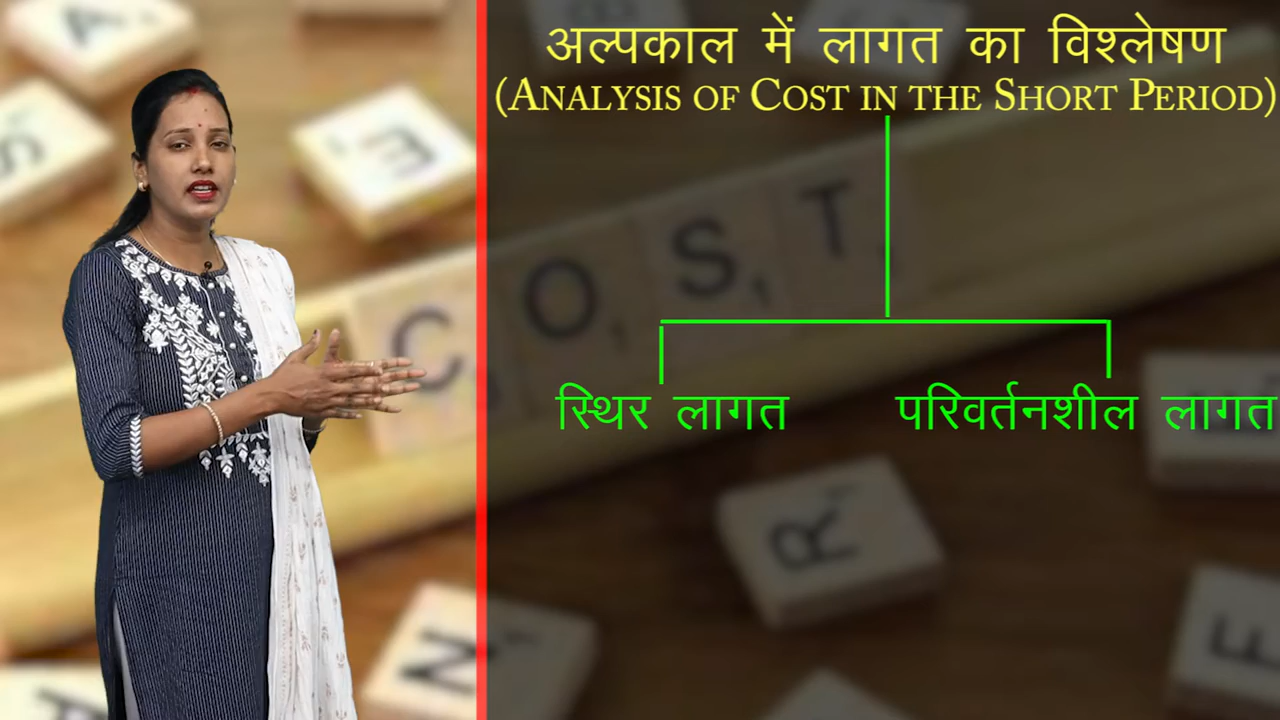 अल्पकाल में लागत का विश्लेषण
(ANALYSIS OF COST IN THE SHORT PERIOD)
स्थिर लागत
परिवर्तनशील लागत
C O S T
A
S
E
R
N
F